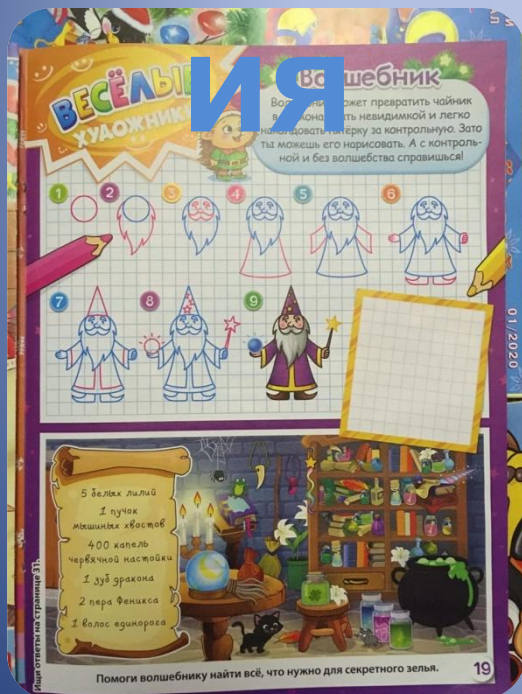 ИЯ
ВЕСЁЛЫЙ
ХУДОЖНИК
Волшебник
может превратить чайник
невидимкой и легко
пятёрку за контрольную. Зато
ты можешь его нарисовать. А с контроль-
ной и без волшебства справишься!
1 2 3 4 5 6
7 8 9
01/2020
5 белых лилий
1 пучок
мышиных хвостов
400 капель
червячной настойки
1 зуб дракона
2 пера Феникса
1 волос единорога
Ищи ответы на странице 31.
Помоги волшебнику найти всё, что нужно для секретного зелья.
19